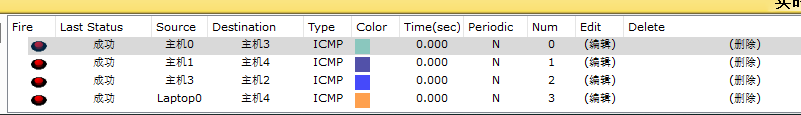 Fire Last Status Source Destination Type Color Time(sec) Periodic Num Edit Delete
成功 主机0 主机3 ICMP 0.000 N 0 (编辑) (删除)
成功 主机1 主机4 ICMP 0.000 N 1 (编辑) (删除)
成功 主机3 主机2 ICMP 0.000 N 2 (编辑) (删除)
成功 Laptop0 主机4 ICMP 0.000 N 3 (编辑) (删除)